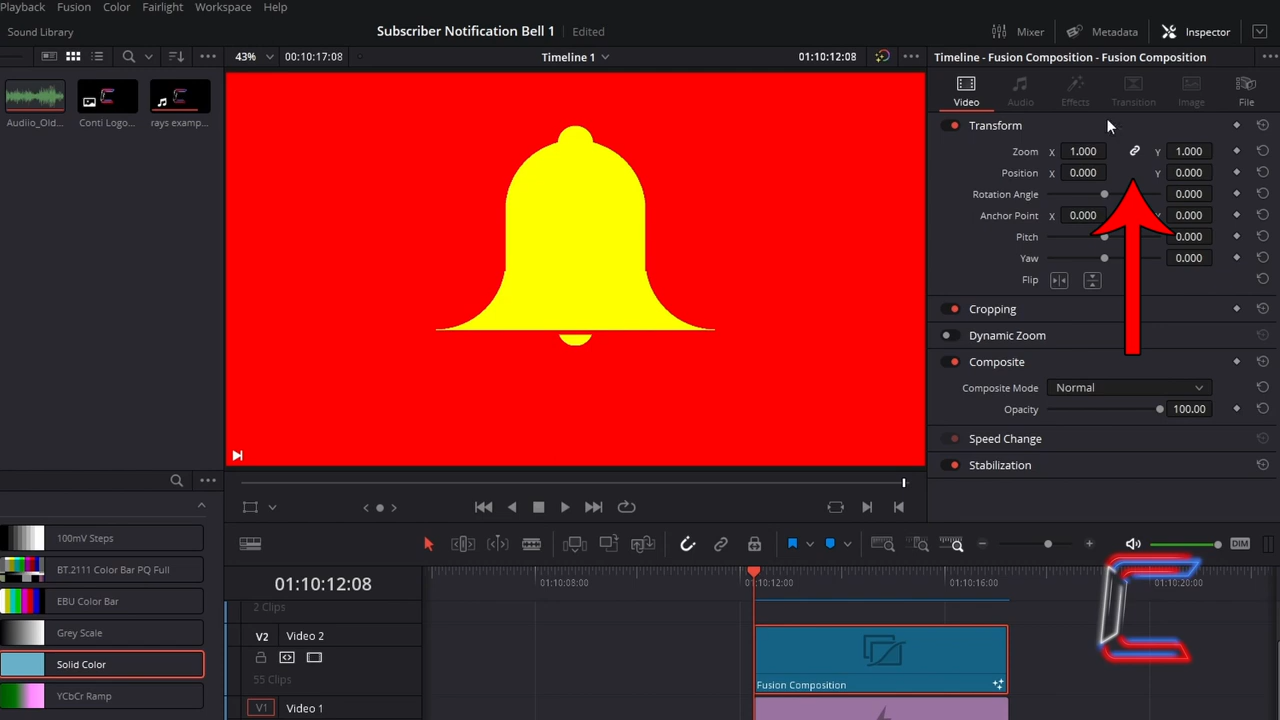 Playback Fusion Color Fairlight Workspace Help
Sound Library
Subscriber Notification Bell 1 Edited
Mixer Metadata Inspector
43% 00:10:17:08 Timeline 1 01:10:12:08
Timeline - Fusion Composition - Fusion Composition
Video Audio Effects Transition Image File
Audiio_Old... Conti Logo... rays examp...
Transform
Zoom X 1.000 Y 1.000
Position X 0.000 Y 0.000
Rotation Angle 0.000
Anchor Point X 0.000 Y 0.000
Pitch 0.000
Yaw 0.000
Flip
Cropping
Dynamic Zoom
Composite
Composite Mode Normal
Opacity 100.00
Speed Change
Stabilization
100mV Steps
BT.2111 Color Bar PQ Full
EBU Color Bar
Grey Scale
Solid Color
YCbCr Ramp
DIM
01:10:12:08
01:10:08:00 01:10:12:00 01:10:16:00 01:10:20:00
2 Clips
V2 Video 2
55 Clips
Fusion Composition
V1 Video 1